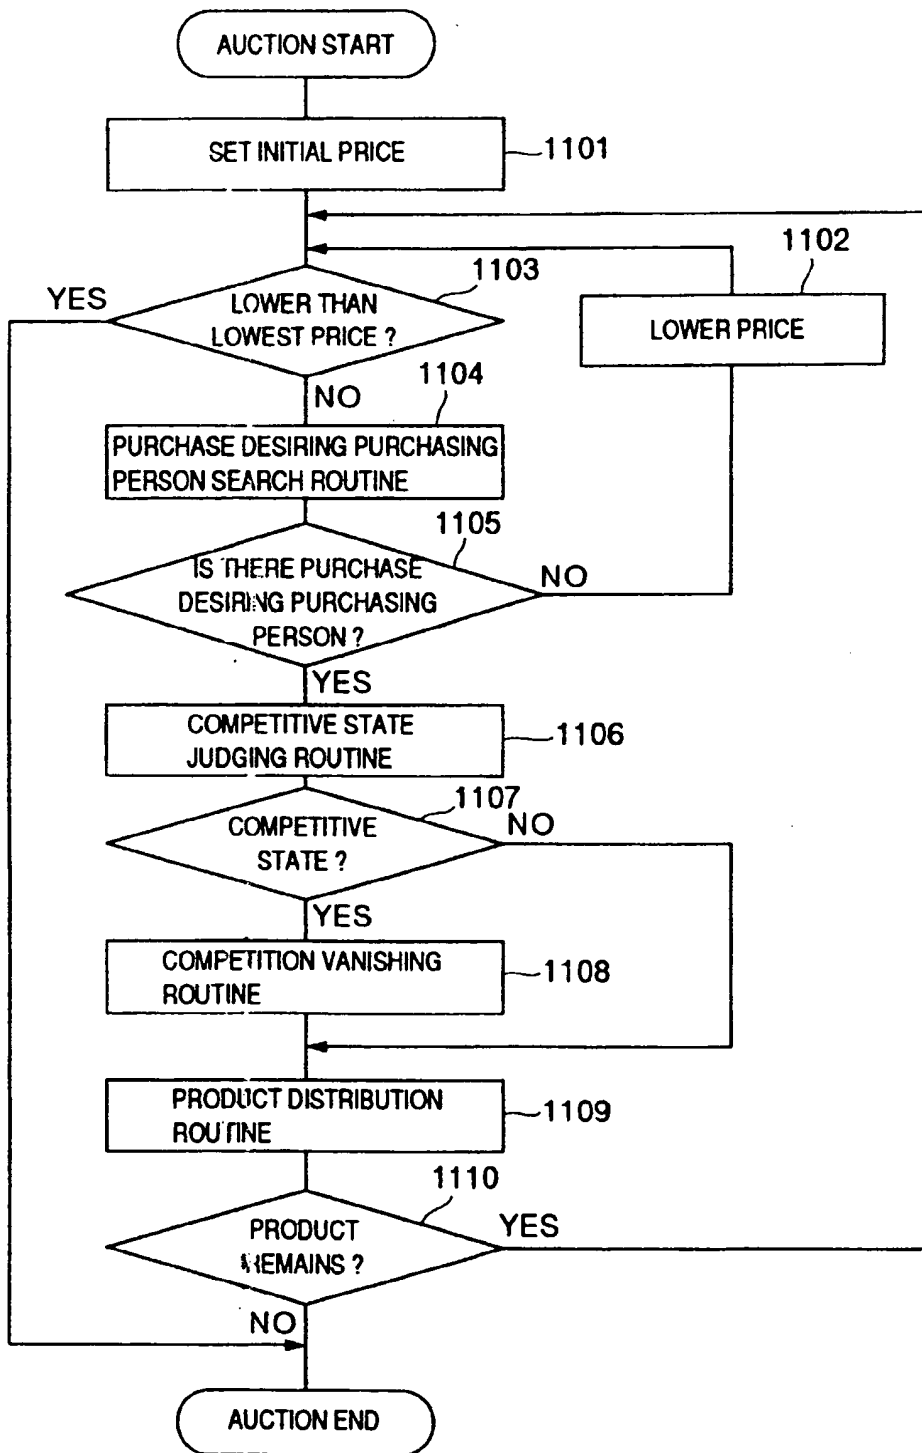 AUCTION START
SET INITIAL PRICE
1101
1102
LOWER PRICE
1103
YES
LOWER THAN
LOWEST PRICE ?
NO
1104
PURCHASE DESIRING PURCHASING
PERSON SEARCH ROUTINE
1105
IS THERE PURCHASE
DESIRING PURCHASING
PERSON ?
NO
YES
COMPETITIVE STATE
JUDGING ROUTINE
1106
1107
COMPETITIVE
STATE ?
NO
YES
COMPETITION VANISHING
ROUTINE
1108
PRODUCT DISTRIBUTION
ROUTINE
1109
1110
PRODUCT
REMAINS ?
YES
NO
AUCTION END